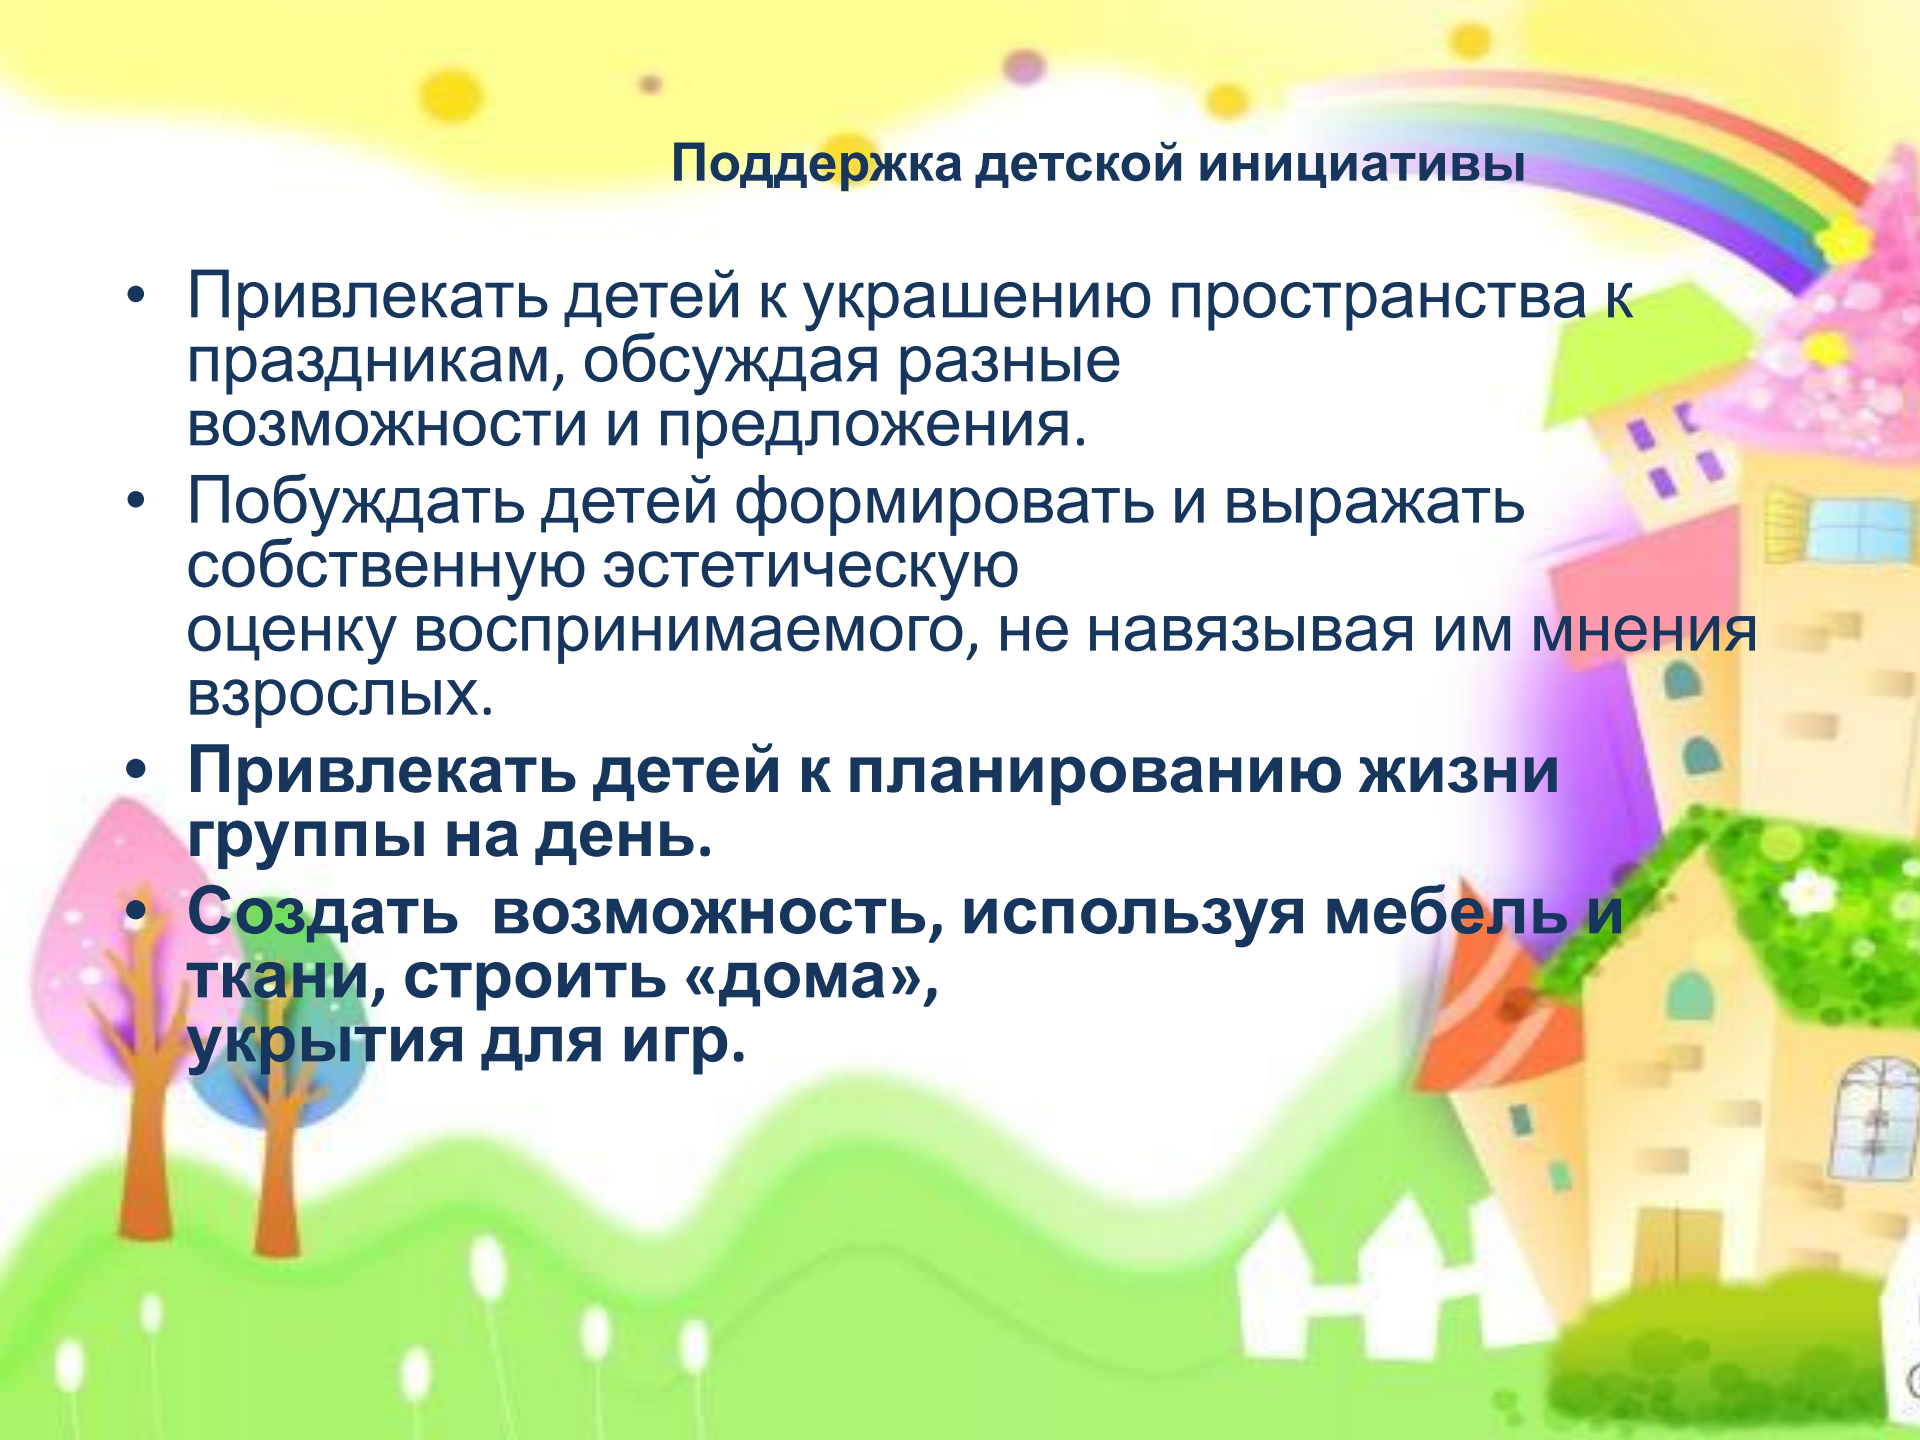 Поддержка детской инициативы
• Привлекать детей к украшению пространства к
праздникам, обсуждая разные
возможности и предложения.
• Побуждать детей формировать и выражать
собственную эстетическую
оценку воспринимаемого, не навязывая им мнения
взрослых.
• Привлекать детей к планированию жизни
группы на день.
• Создать  возможность, используя мебель и
ткани, строить «дома»,
укрытия для игр.